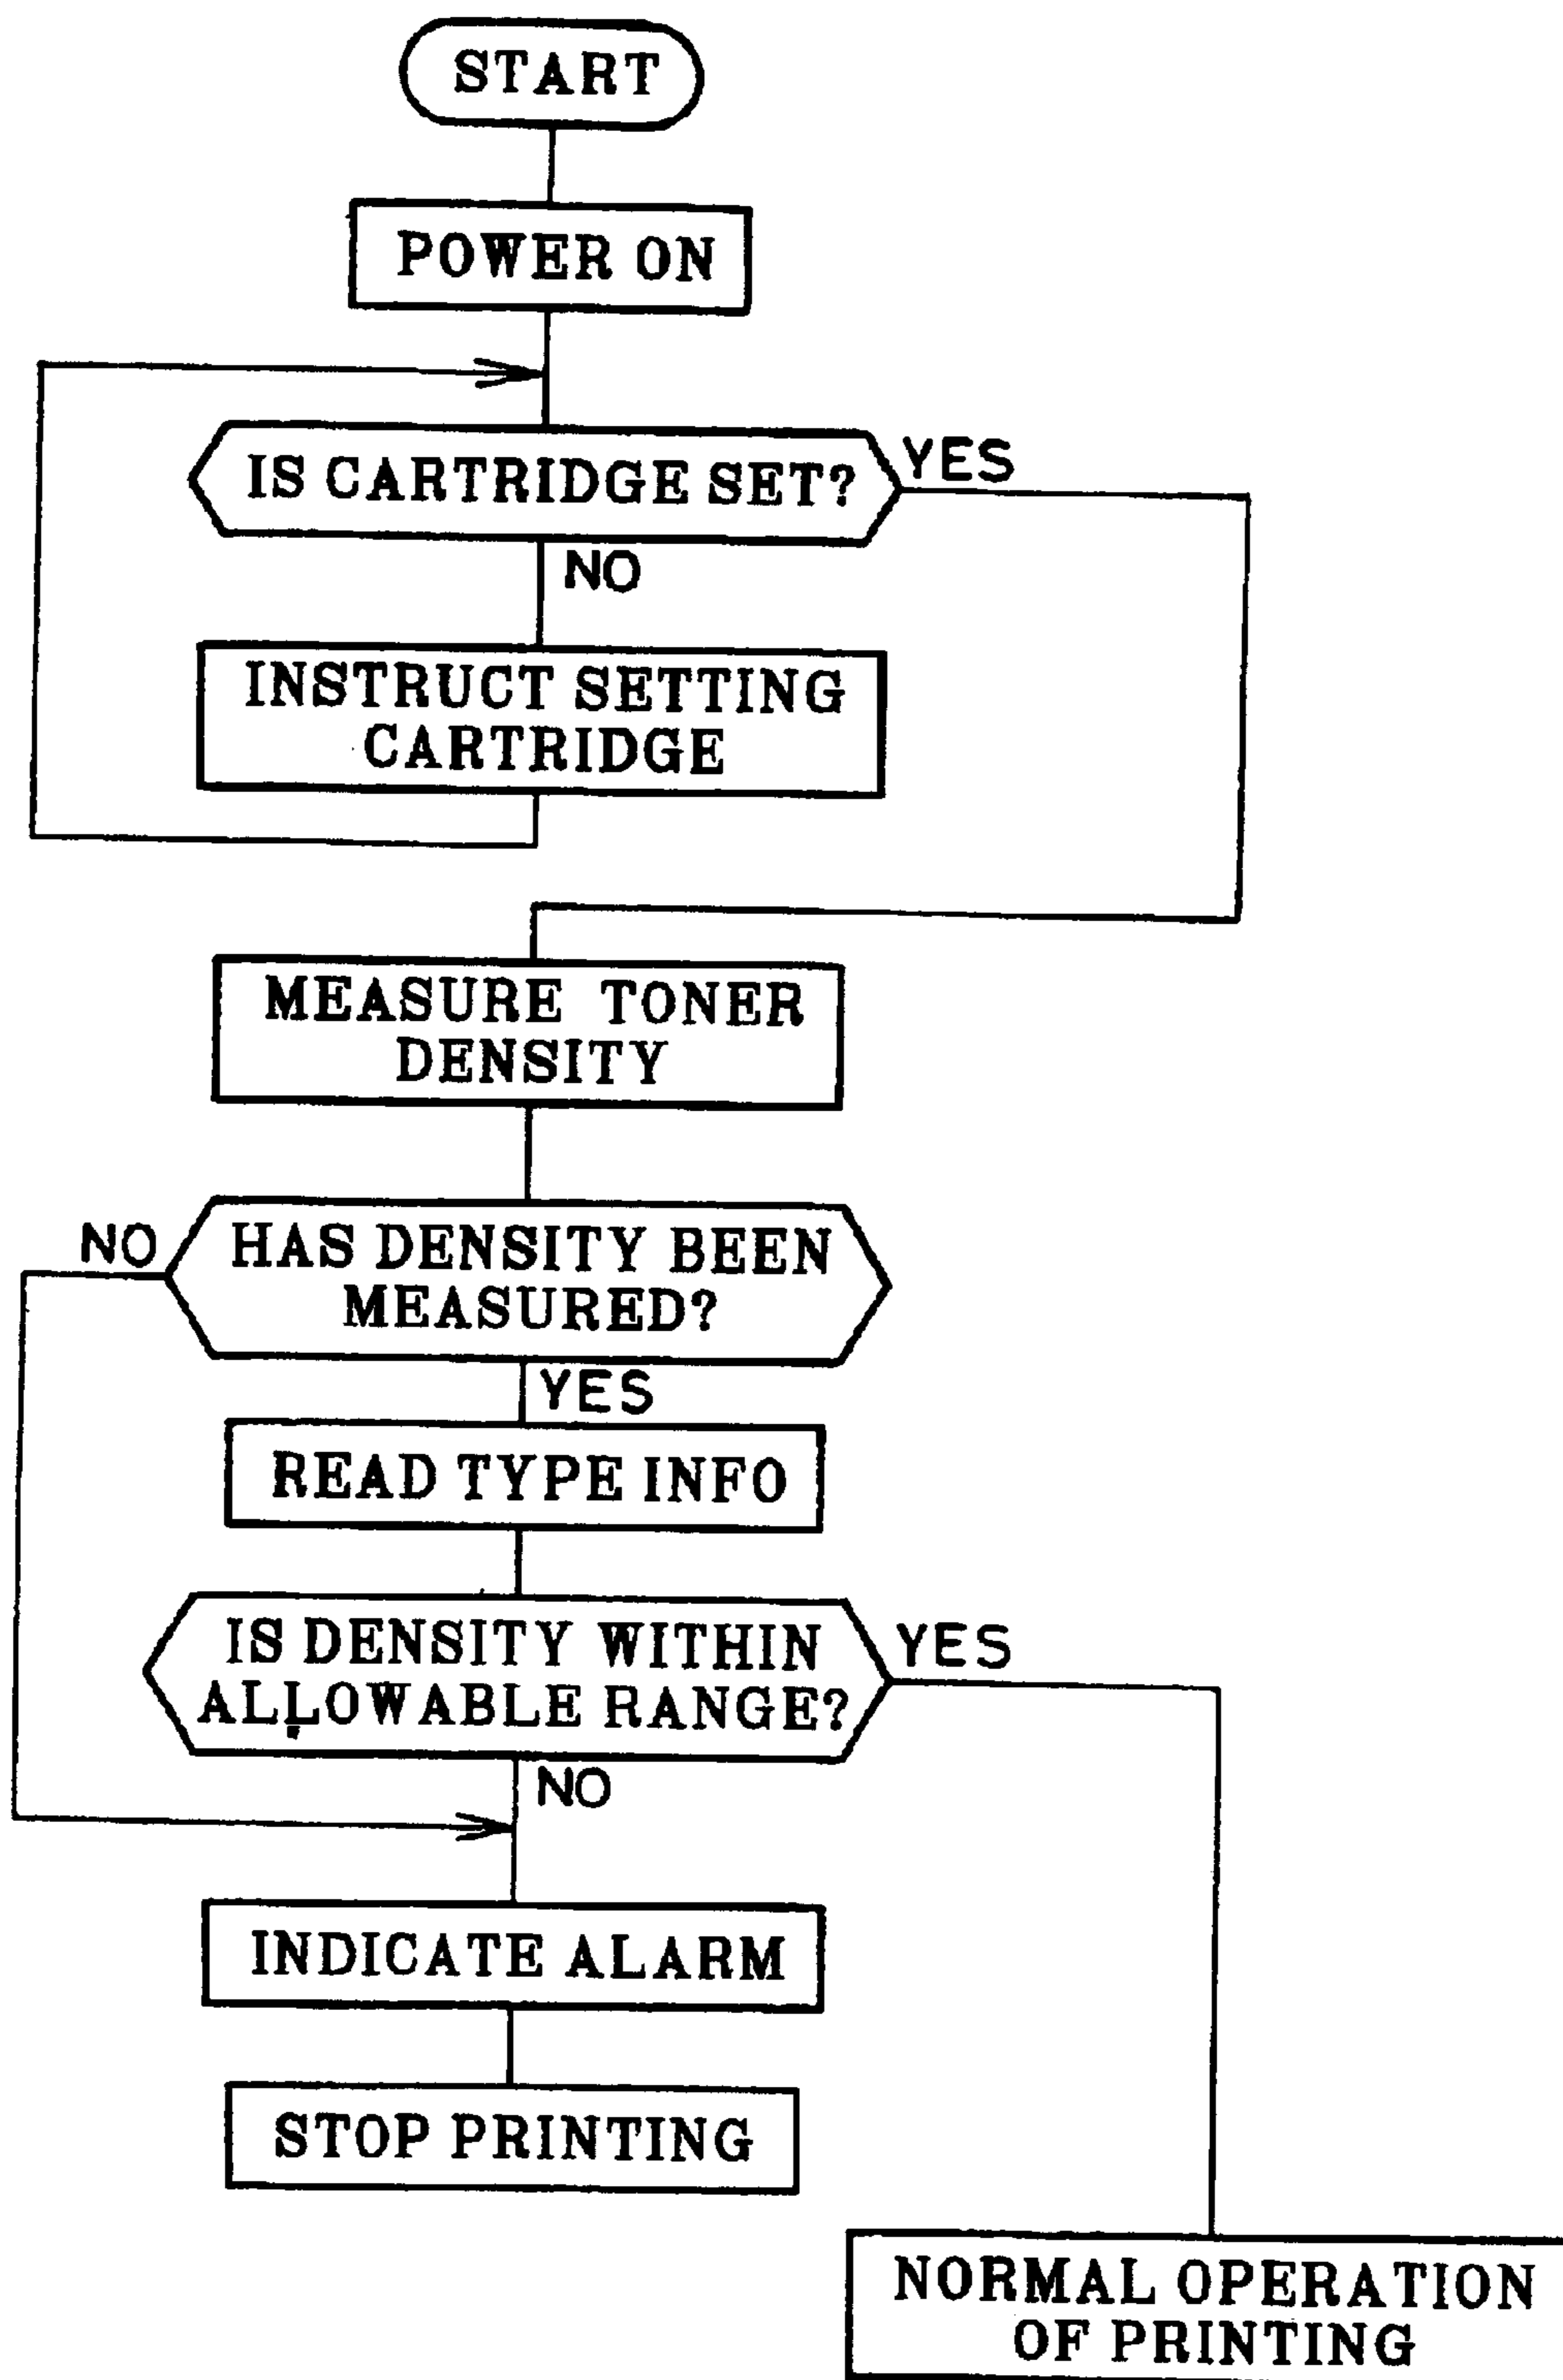 START
POWER ON
IS CARTRIDGE SET?
YES
NO
INSTRUCT SETTING
CARTRIDGE
MEASURE TONER
DENSITY
NO
HAS DENSITY BEEN
MEASURED?
YES
READ TYPE INFO
IS DENSITY WITHIN
ALLOWABLE RANGE?
YES
NO
INDICATE ALARM
STOP PRINTING
NORMAL OPERATION
OF PRINTING